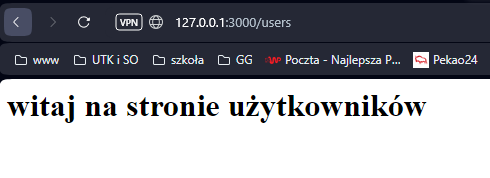 VPN 127.0.0.1:3000/users
www UTK i SO szkoła GG WP Poczta - Najlepsza P... Pekao24
witaj na stronie użytkowników